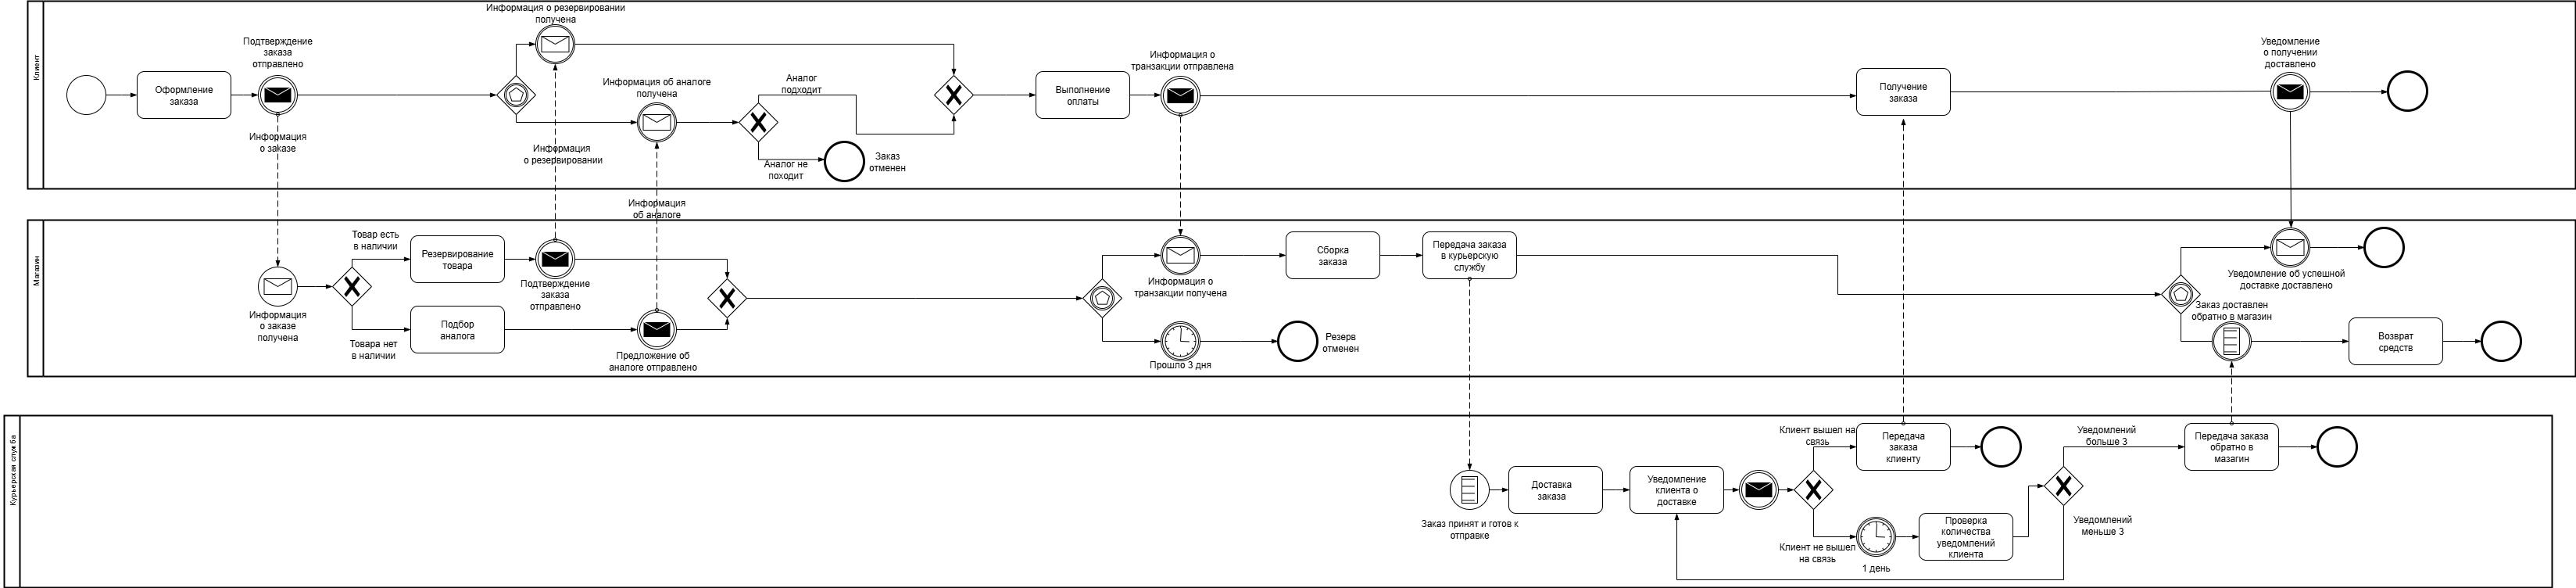 Клиент
Информация о резервировании
получена
Подтверждение
заказа
отправлено
Оформление
заказа
Информация
о заказе
Информация об аналоге
получена
Информация
о резервировании
Аналог
подходит
Аналог не
походит
Заказ
отменен
Выполнение
оплаты
Информация о
транзакции отправлена
Получение
заказа
Уведомление
о получении
доставлено
Информация
об аналоге
Магазин
Информация
о заказе
получена
Товар есть
в наличии
Товара нет
в наличии
Резервирование
товара
Подбор
аналога
Подтверждение
заказа
отправлено
Предложение об
аналоге отправлено
Информация о
транзакции получена
Прошло 3 дня
Резерв
отменен
Сборка
заказа
Передача заказа
в курьерскую
службу
Уведомление об успешной
доставке доставлено
Заказ доставлен
обратно в магазин
Возврат
средств
Курьерская служба
Заказ принят и готов к
отправке
Доставка
заказа
Уведомление
клиента о
доставке
Клиент вышел на
связь
Клиент не вышел
на связь
Передача
заказа
клиенту
1 день
Проверка
количества
уведомлений
клиента
Уведомлений
больше 3
Уведомлений
меньше 3
Передача заказа
обратно в
мазагин